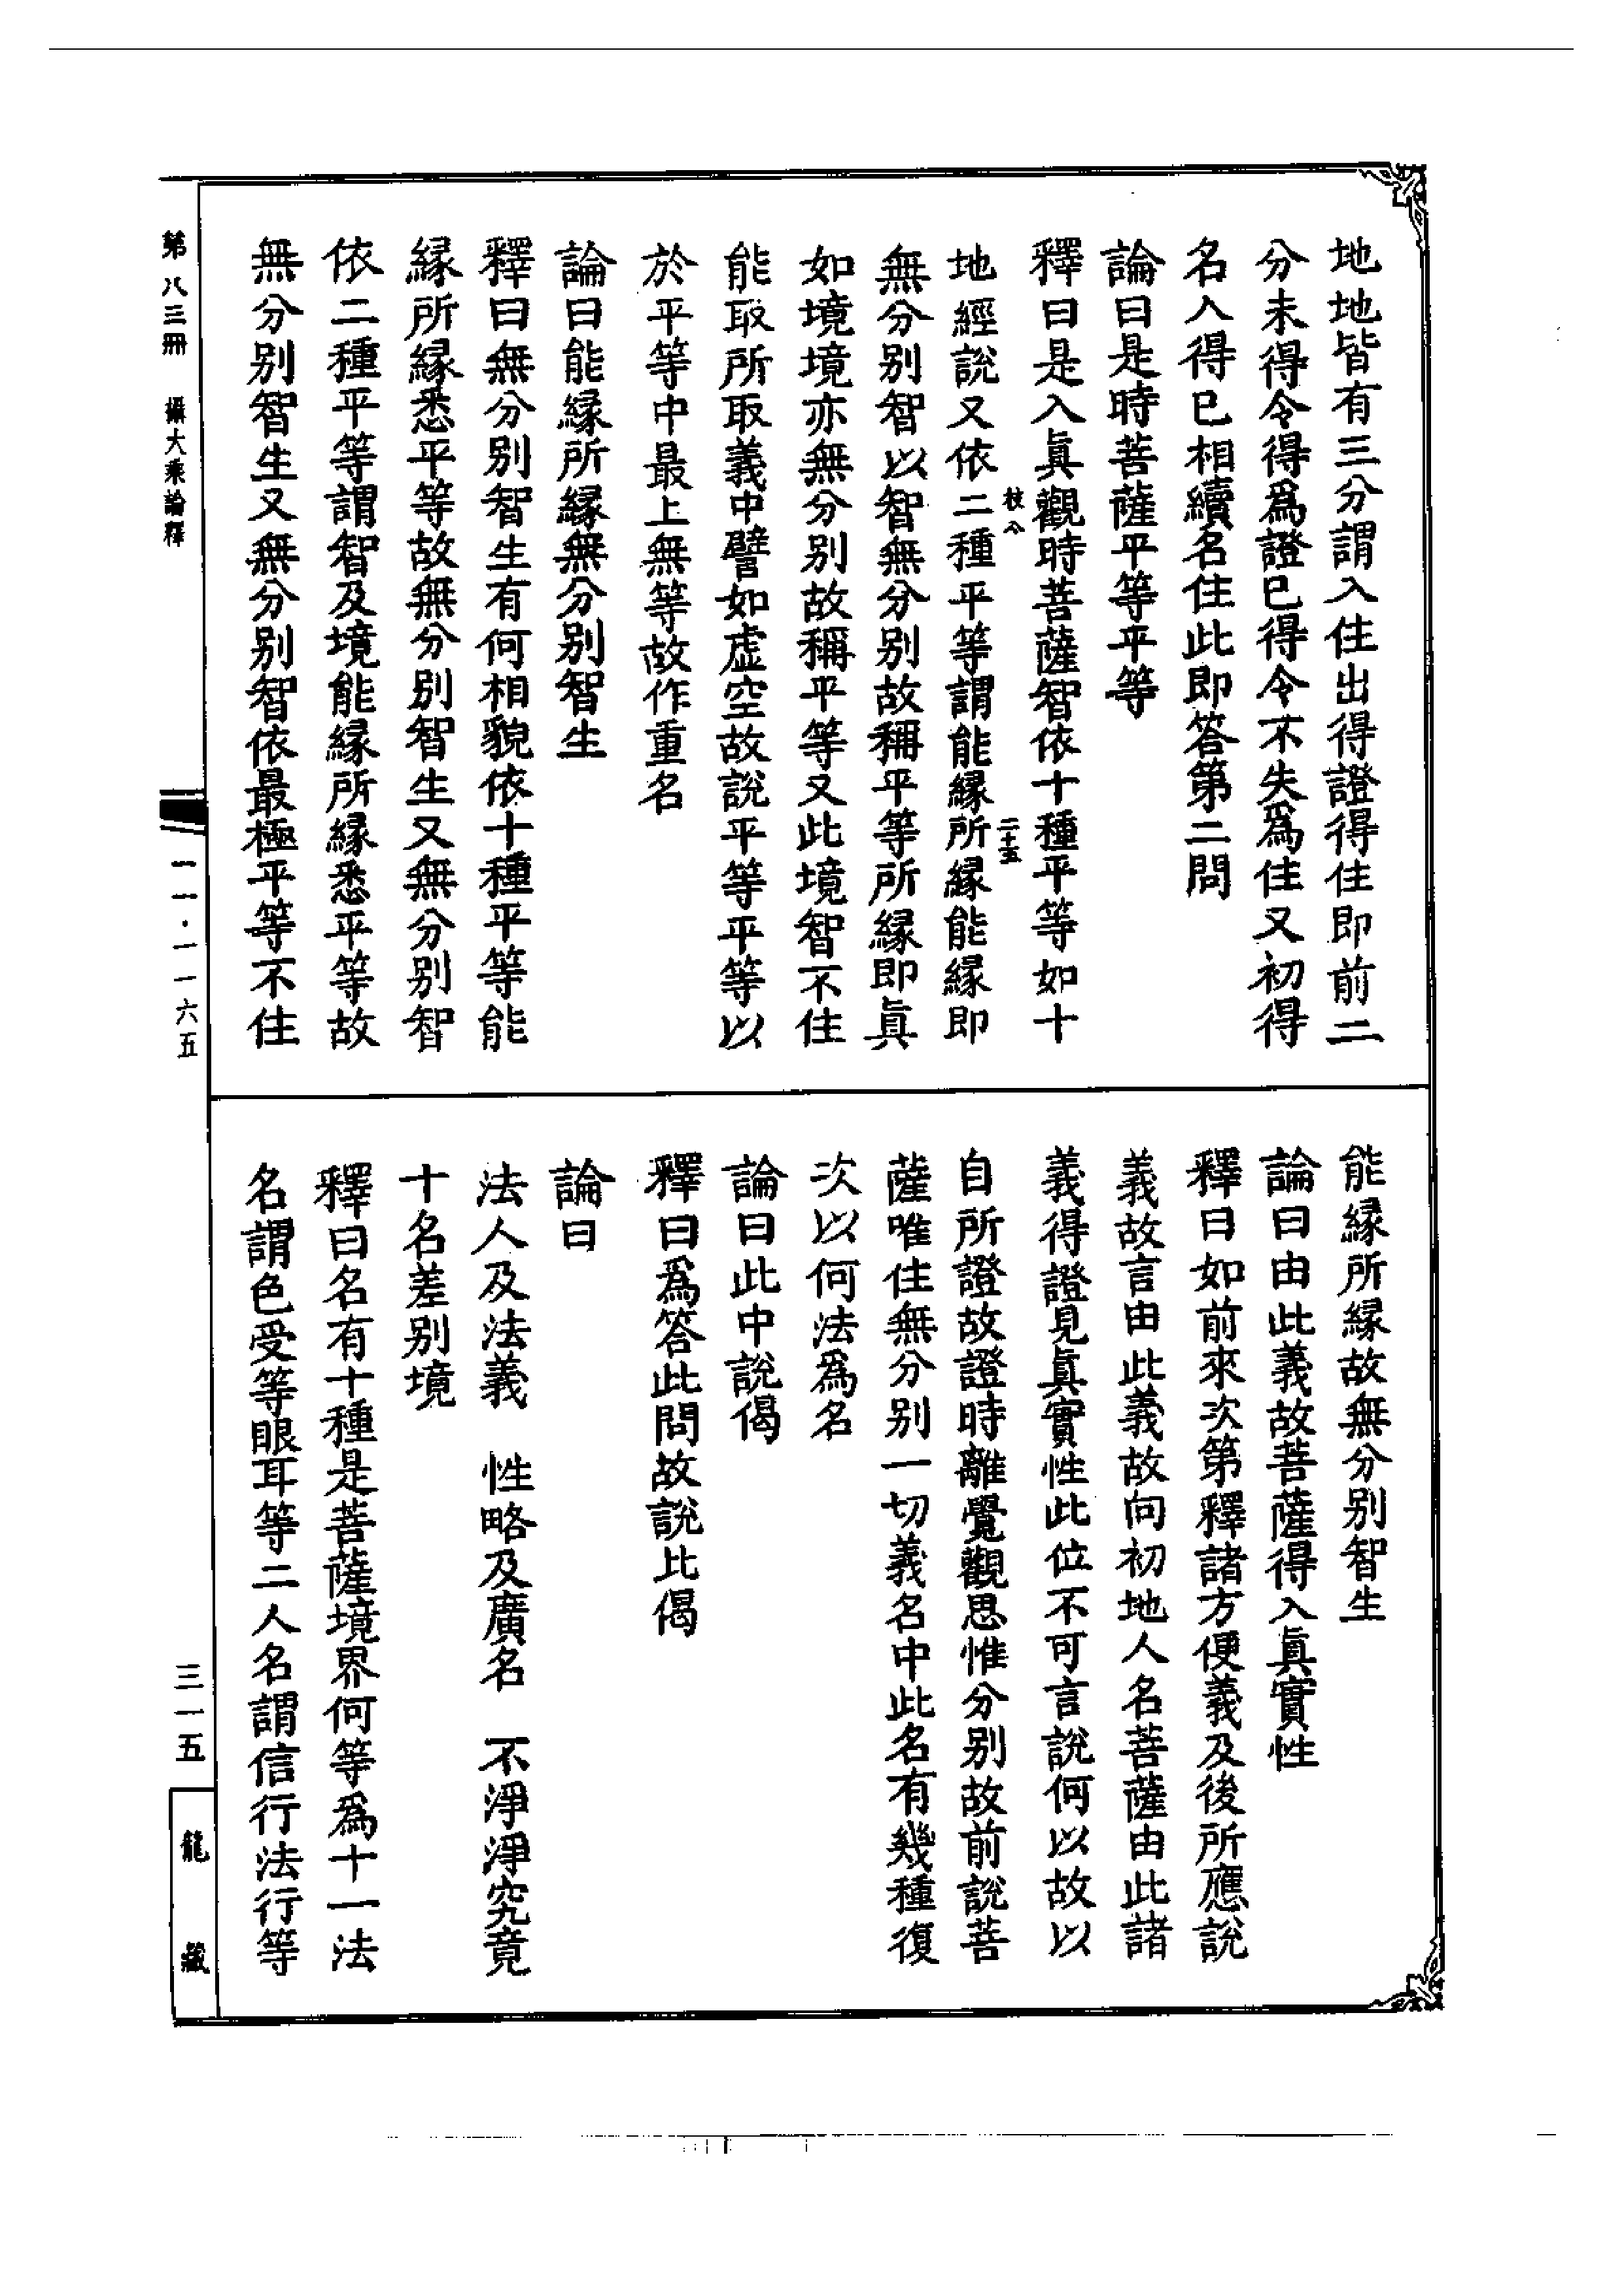 地地皆有三分謂入住出得證得住即前二
分未得令得爲證已得令不失爲住又初得
名入得已相續名住此即答第二問
論曰是時菩薩平等平等
釋曰是入真觀時菩薩智依十種平等如十
枝八
二十五
地經說又依二種平等謂能緣所緣能緣即
無分别智以智無分别故稱平等所緣即真
如境境亦無分别故稱平等又此境智不住
能取所取義中譬如虛空故說平等平等以
於平等中最上無等故作重名
論曰能緣所緣無分别智生
釋曰無分别智生有何相貌依十種平等能
緣所緣悉平等故無分别智生又無分别智
依二種平等謂智及境能緣所緣悉平等故
無分别智生又無分别智依最極平等不住
能緣所緣故無分别智生
論曰由此義故菩薩得入真實性
釋曰如前來次第釋諸方便義及後所應說
義故言由此義故向初地人名菩薩由此諸
義得證見真實性此位不可言說何以故以
自所證故證時離覺觀思惟分别故前說菩
薩唯住無分别一切義名中此名有幾種復
次以何法爲名
論曰此中說偈
釋曰爲答此問故說比偈
論曰
法人及法義　性略及廣名　不淨淨究竟
十名差别境
釋曰名有十種是菩薩境界何等爲十一法
名謂色受等眼耳等二人名謂信行法行等
第八三冊　攝大乘論釋
一一·一一六五
三一五
龍藏